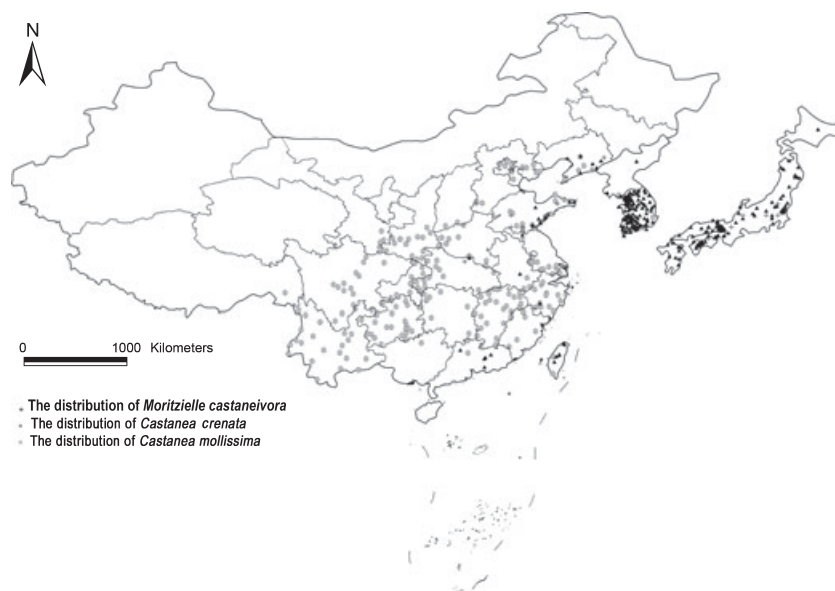 N
0 1000 Kilometers
The distribution of Moritzielle castaneivora
The distribution of Castanea crenata
The distribution of Castanea mollissima